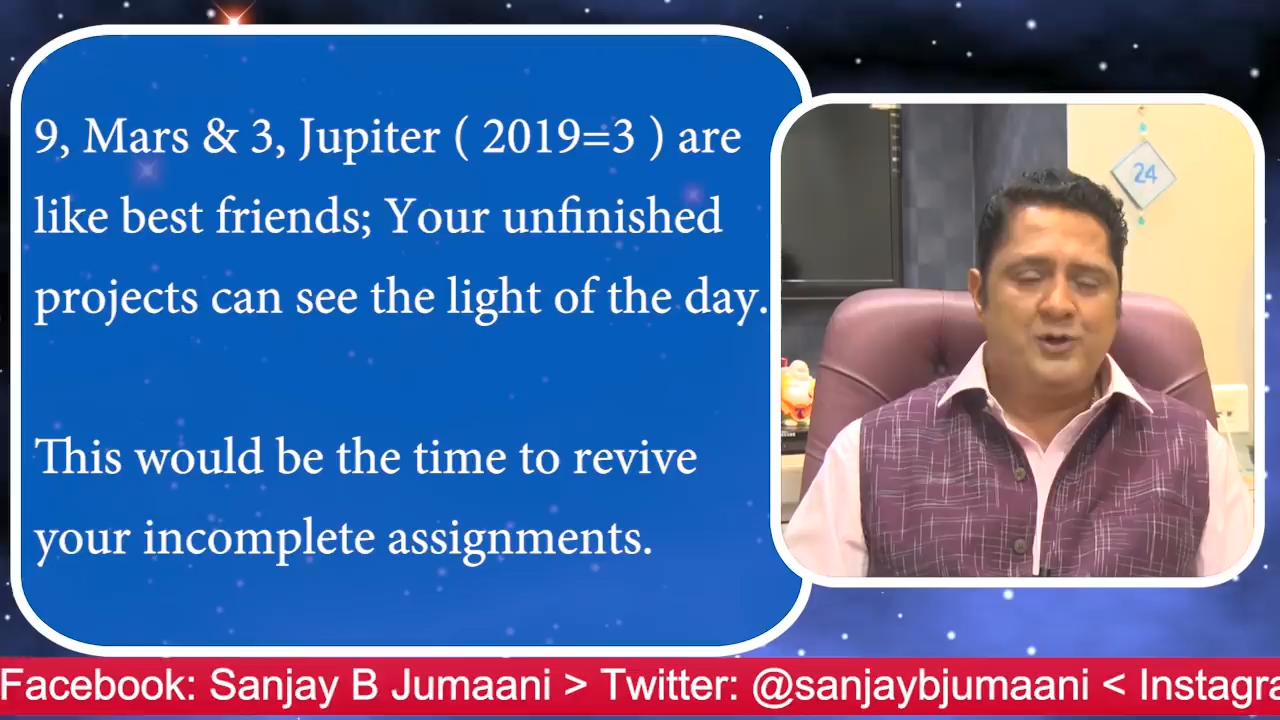 9, Mars & 3, Jupiter ( 2019=3 ) are
like best friends; Your unfinished
projects can see the light of the day.
This would be the time to revive
your incomplete assignments.
24
Facebook: Sanjay B Jumaani > Twitter: @sanjaybjumaani < Instagra